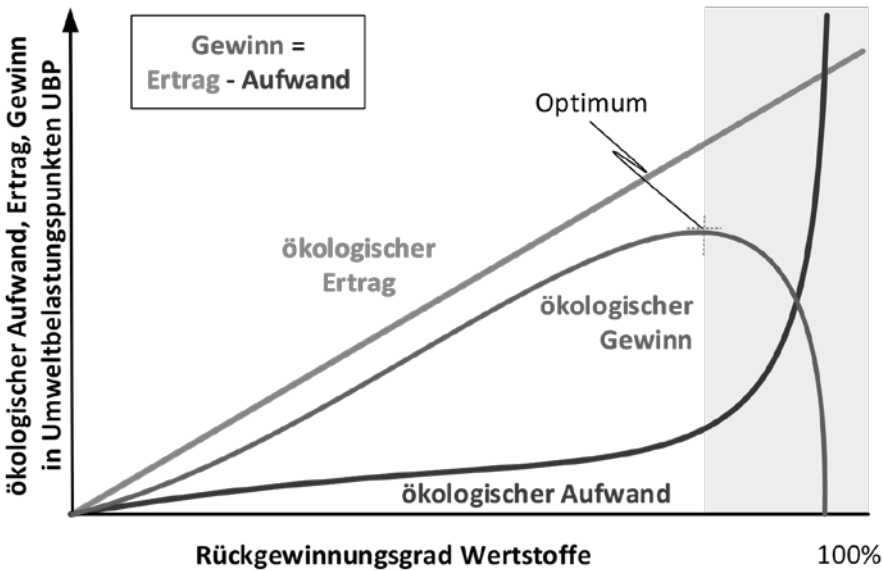 ökologischer Aufwand, Ertrag, Gewinn
in Umweltbelastungspunkten UBP
Gewinn =
Ertrag - Aufwand
Optimum
ökologischer
Ertrag
ökologischer
Gewinn
ökologischer Aufwand
Rückgewinnungsgrad Wertstoffe
100%